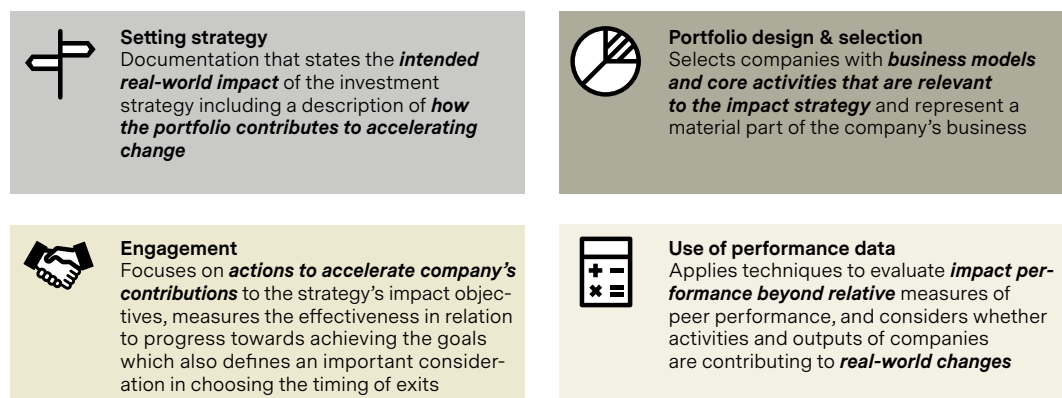 Setting strategy
Documentation that states the intended
real-world impact of the investment
strategy including a description of how
the portfolio contributes to accelerating
change
Portfolio design & selection
Selects companies with business models
and core activities that are relevant
to the impact strategy and represent a
material part of the company’s business
Engagement
Focuses on actions to accelerate company’s
contributions to the strategy’s impact objec-
tives, measures the effectiveness in relation
to progress towards achieving the goals
which also defines an important consider-
ation in choosing the timing of exits
Use of performance data
Applies techniques to evaluate impact per-
formance beyond relative measures of
peer performance, and considers whether
activities and outputs of companies
are contributing to real-world changes